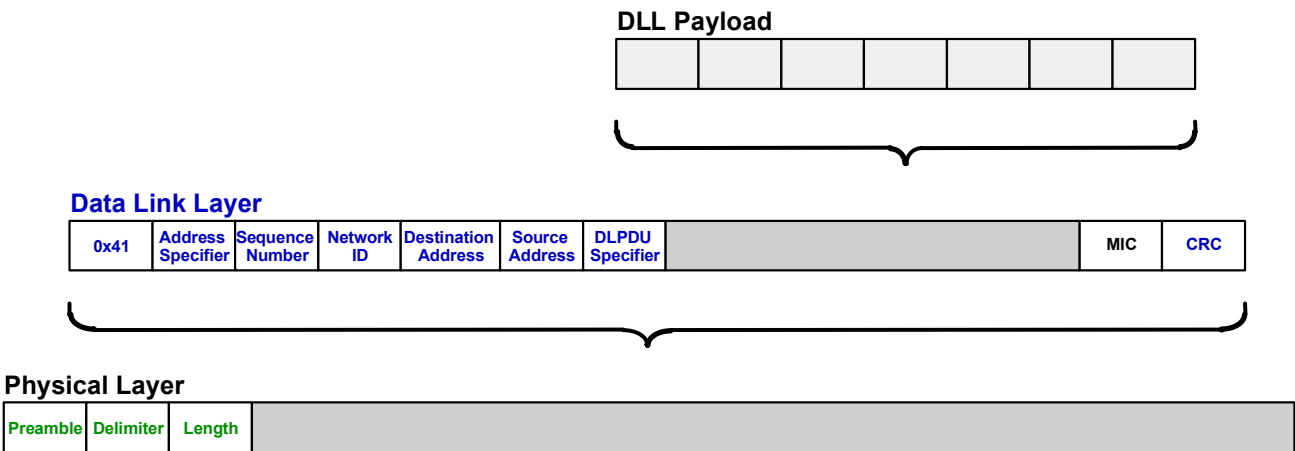 DLL Payload
Data Link Layer
0x41
Address
Specifier
Sequence
Number
Network
ID
Destination
Address
Source
Address
DLPDU
Specifier
MIC
CRC
Physical Layer
Preamble
Delimiter
Length